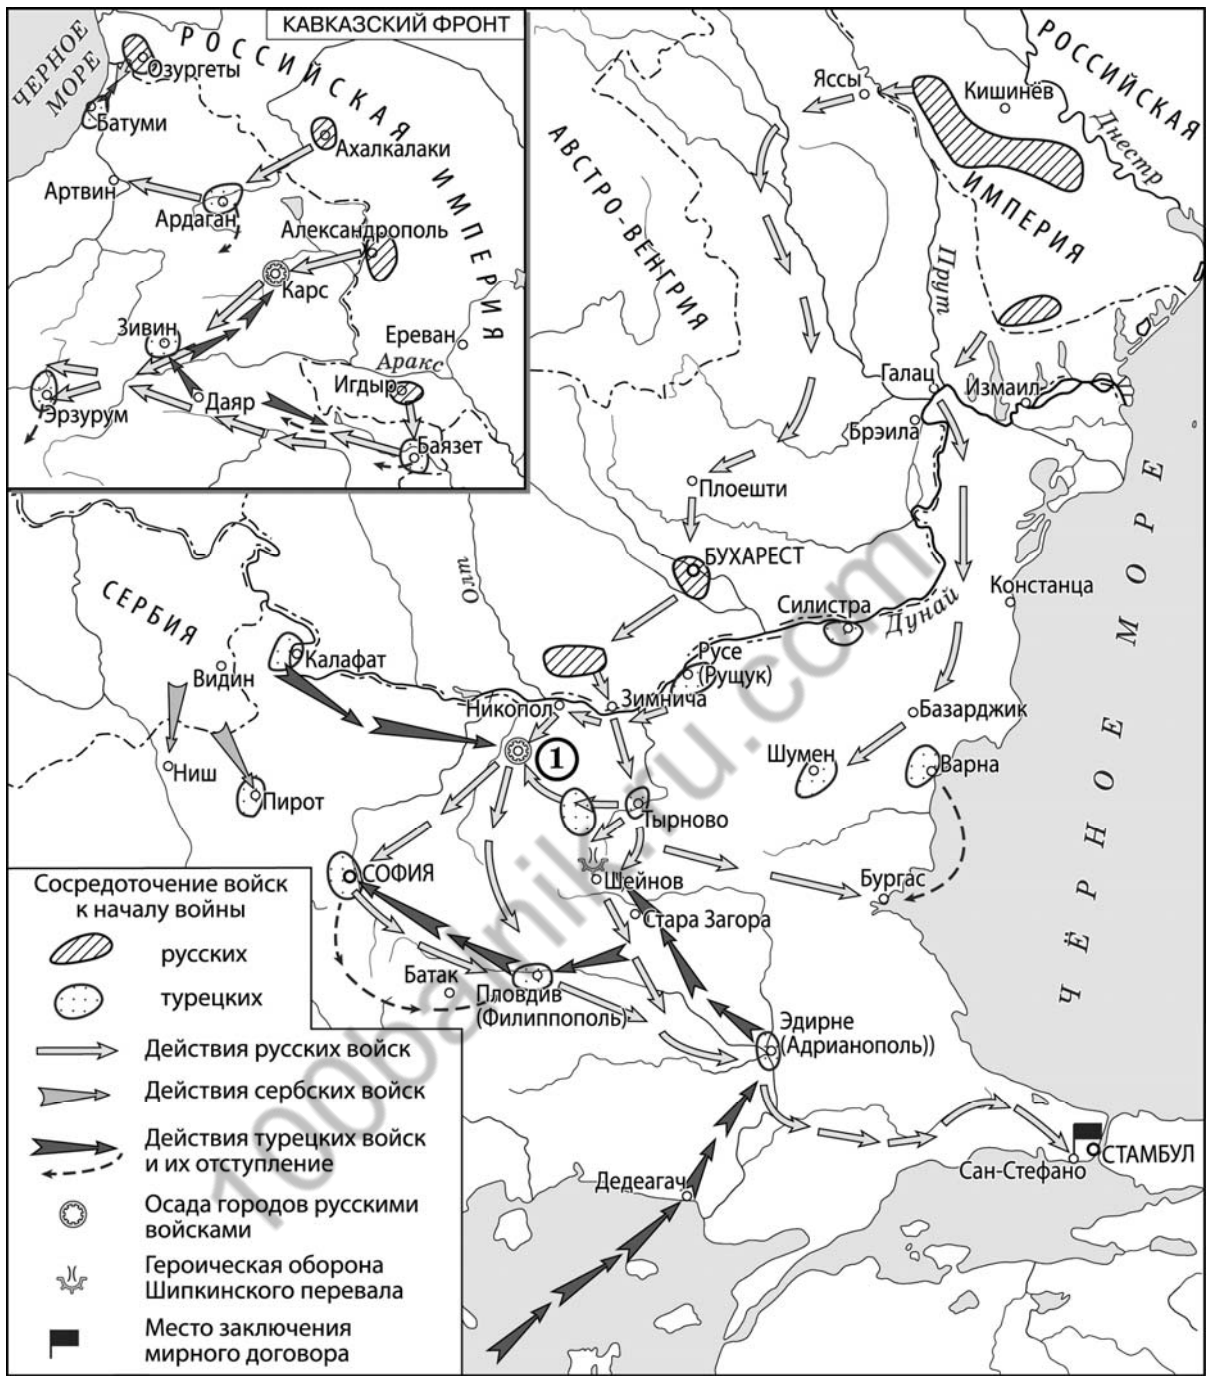 КАВКАЗСКИЙ ФРОНТ
ЧЕРНОЕ
МОРЕ
РОССИЙСКАЯ ИМПЕРИЯ
Озургеты
Батуми
Ахалкалаки
Артвин
Ардаган
Александрополь
Карс
Зивин
Ереван
Аракс
Игдыр
Эрзурум
Даяр
Баязет
РОССИЙСКАЯ
ИМПЕРИЯ
Яссы
Кишинёв
Днестр
АВСТРО-ВЕНГРИЯ
Прут
Галац
Измаил
Брэила
Плоешти
БУХАРЕСТ
Олт
Констанца
Силистра
Дунай
СЕРБИЯ
Калафат
Видин
Русе
(Рущук)
Зимнича
Никопол
Базарджик
1
Шумен
Варна
Ниш
Пирот
Тырново
СОФИЯ
Шейнов
Бургас
Стара Загора
Батак
Пловдив
(Филиппополь)
Эдирне
(Адрианополь))
ЧЁРНОЕ МОРЕ
Дедеагач
Сан-Стефано
СТАМБУЛ
Сосредоточение войск
к началу войны
русских
турецких
Действия русских войск
Действия сербских войск
Действия турецких войск
и их отступление
Осада городов русскими
войсками
Героическая оборона
Шипкинского перевала
Место заключения
мирного договора
100balnik.ru.com